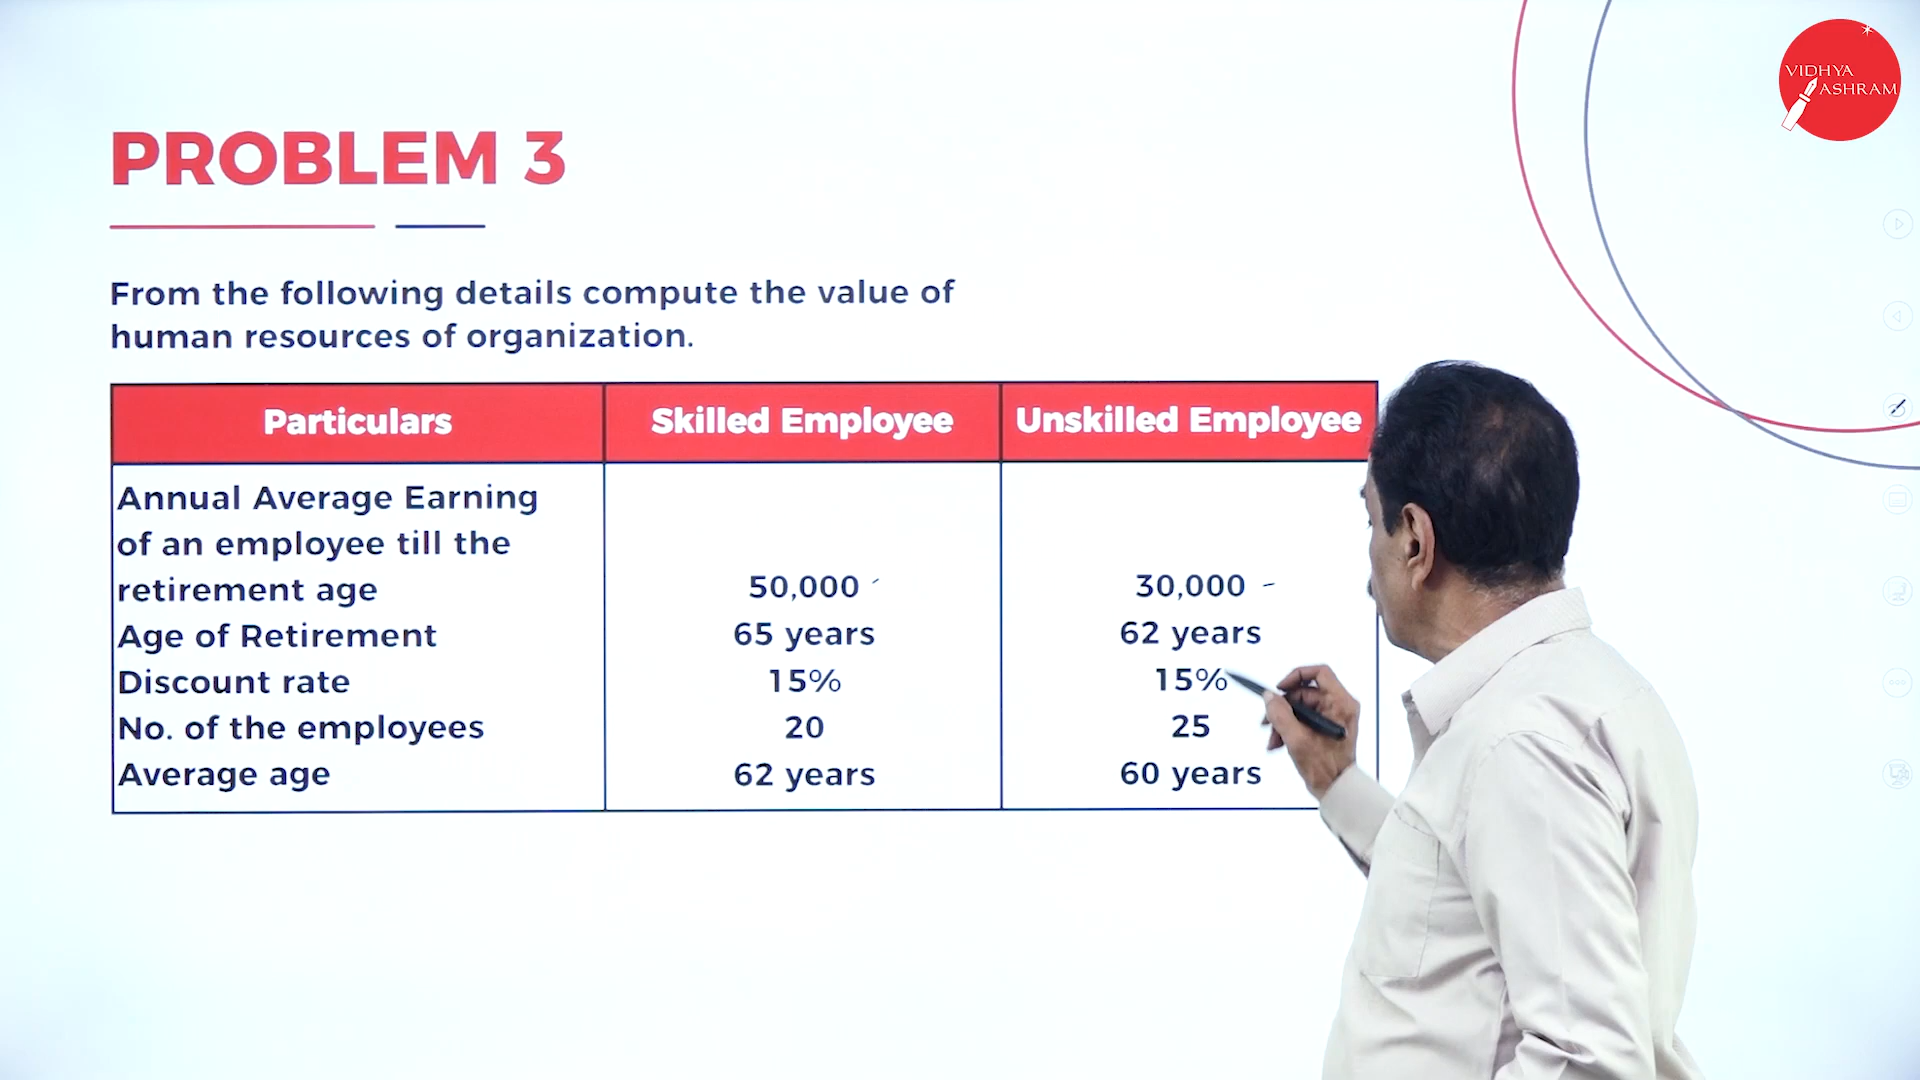 VIDHYA
ASHRAM
PROBLEM 3
From the following details compute the value of
human resources of organization.
Particulars Skilled Employee Unskilled Employee
Annual Average Earning
of an employee till the
retirement age 50,000 30,000
Age of Retirement 65 years 62 years
Discount rate 15% 15%
No. of the employees 20 25
Average age 62 years 60 years